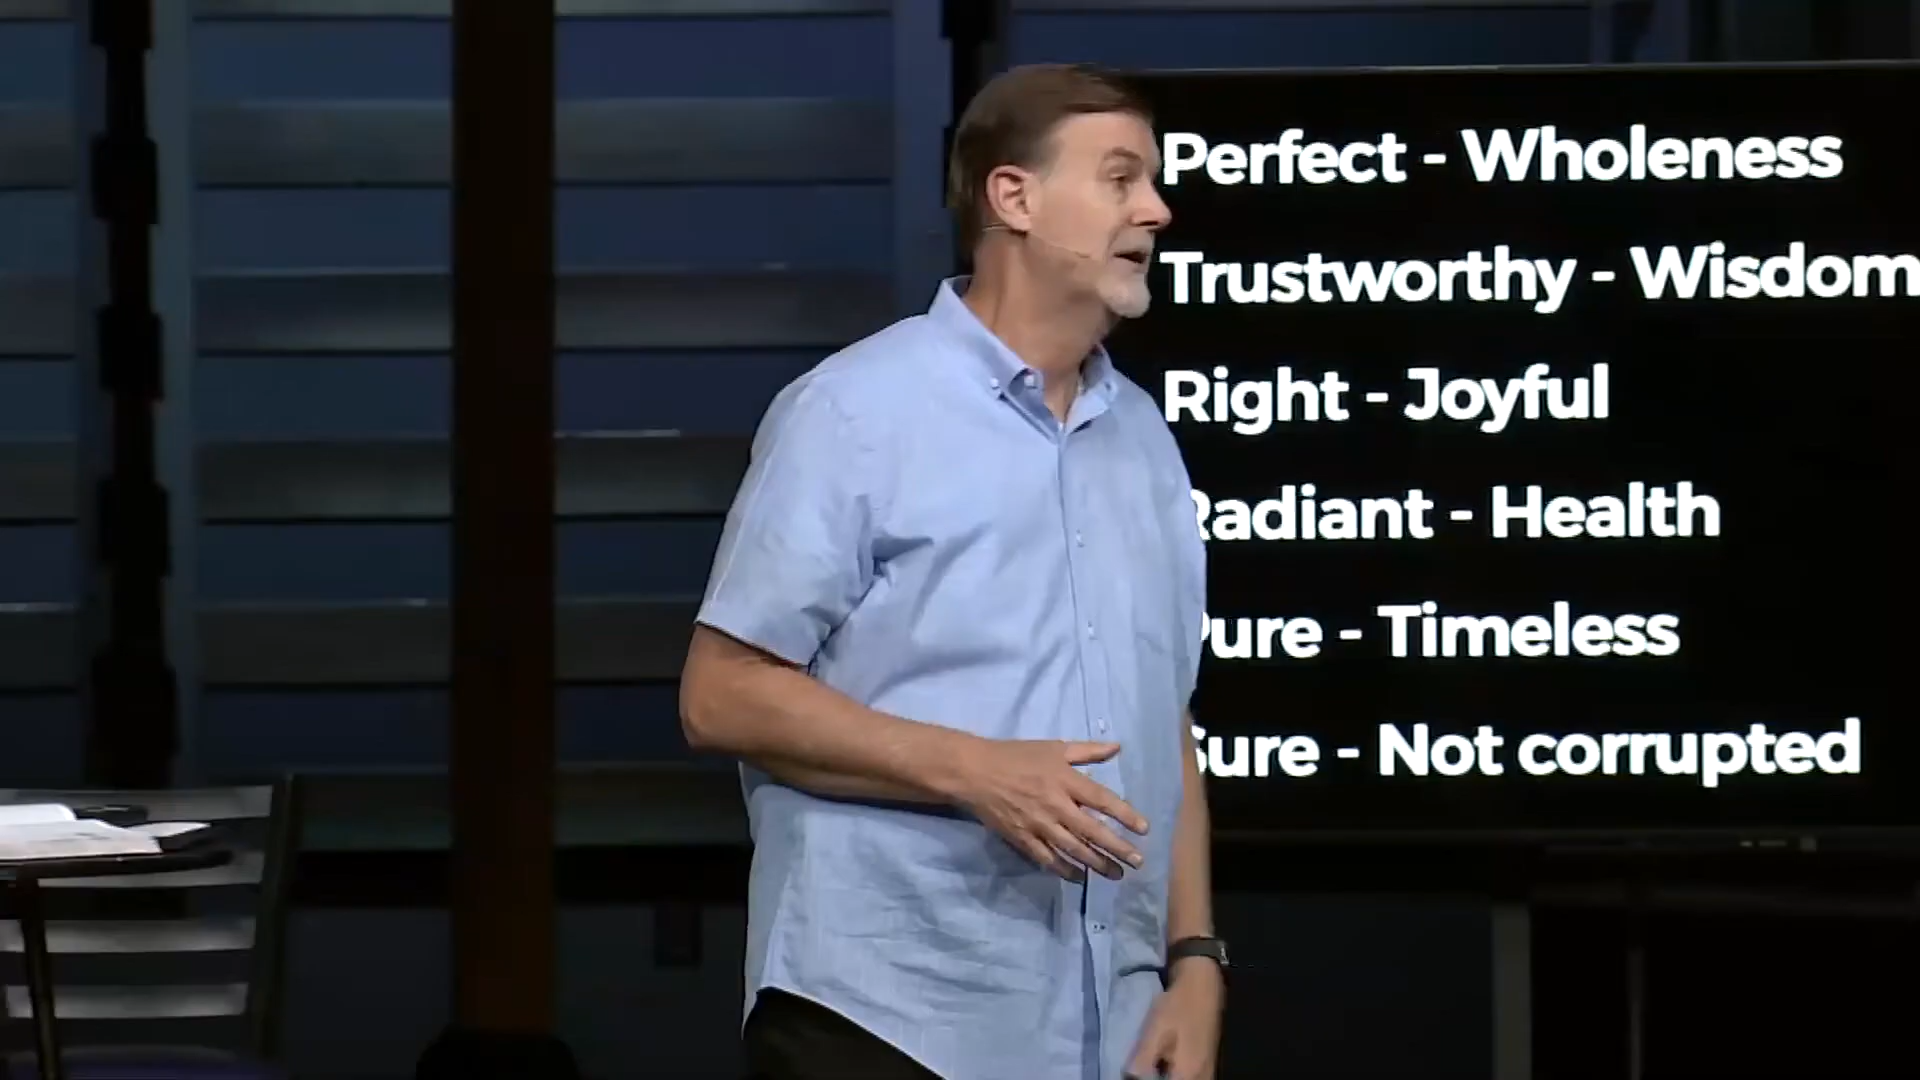 Perfect - Wholeness
Trustworthy - Wisdom
Right - Joyful
Radiant - Health
Pure - Timeless
Sure - Not corrupted